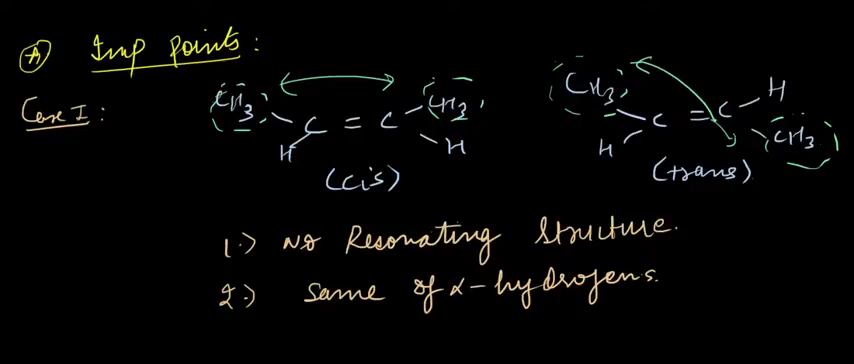 (A) Imp points :
Case I :
CH3 C = C CH3 H H
(cis)
CH3 C = C H H CH3
(trans)
1.) No Resonating Structure.
2.) Same of α-hydrogens.